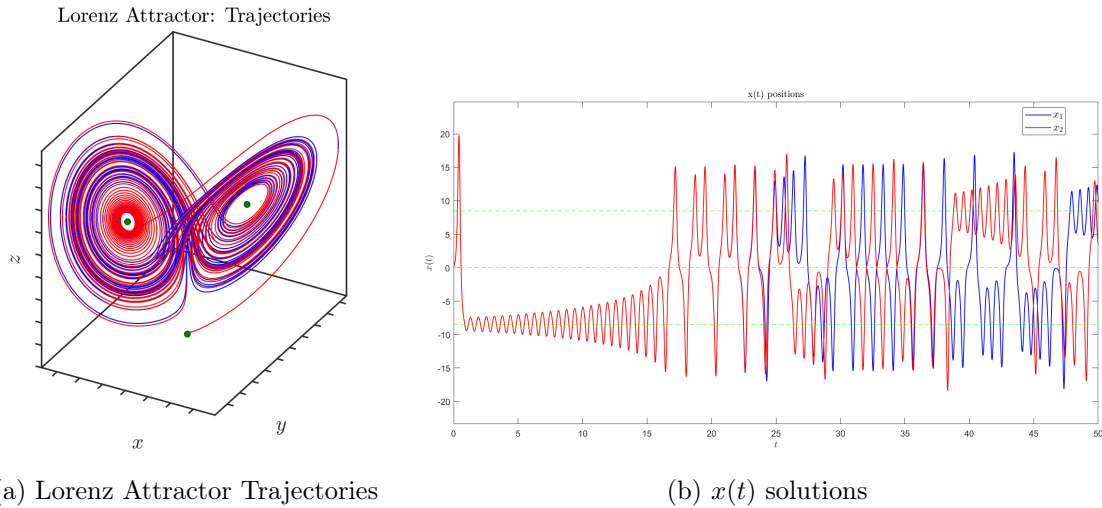 Lorenz Attractor: Trajectories
z
x
y
x(t) positions
x₁
x₂
20
15
10
5
0
-5
-10
-15
-20
x(t)
0 5 10 15 20 25 30 35 40 45 50
t
a) Lorenz Attractor Trajectories
(b) x(t) solutions